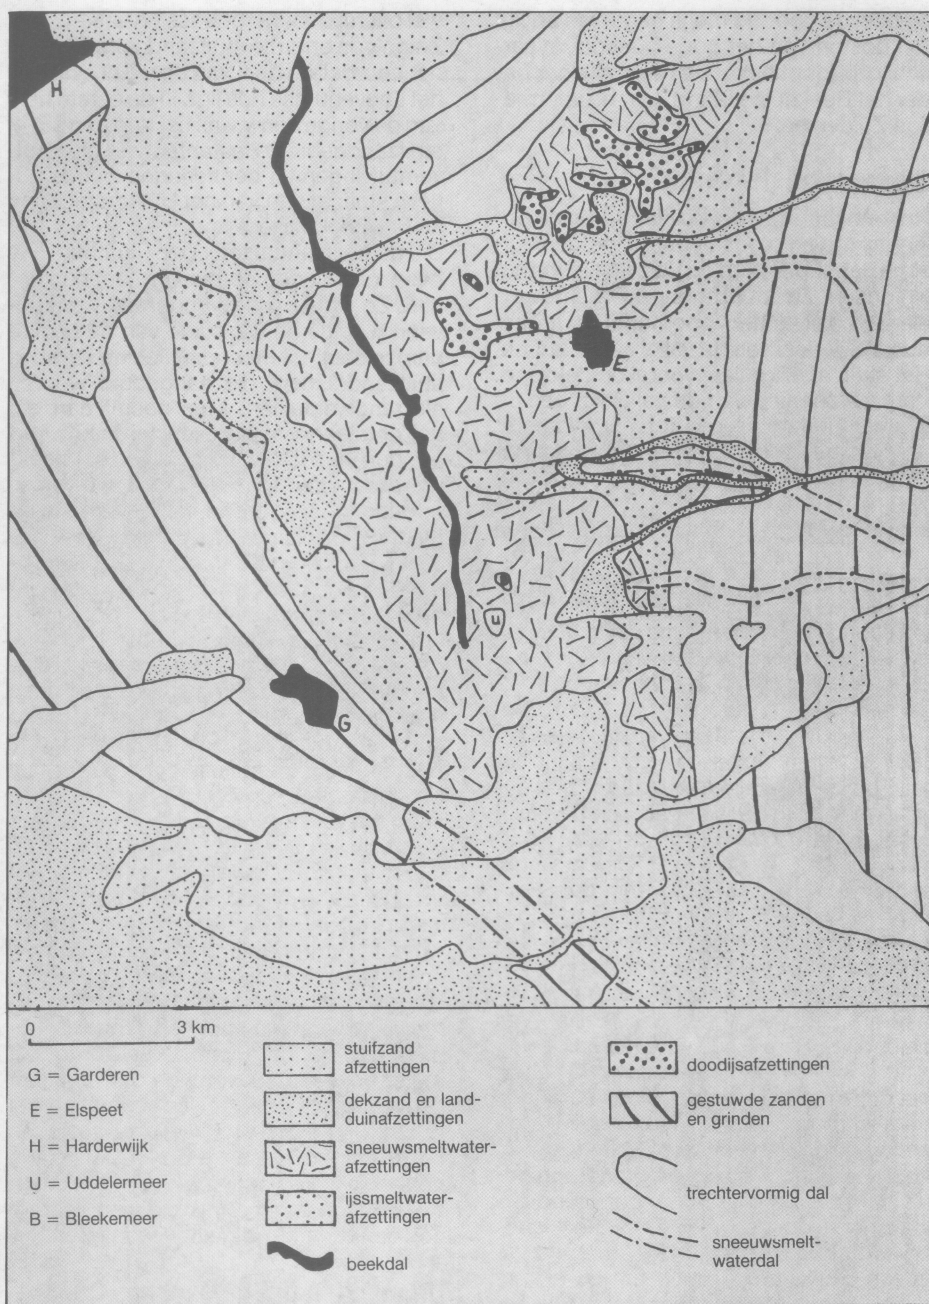 H
E
u
G
0 3 km
G = Garderen
E = Elspeet
H = Harderwijk
U = Uddelermeer
B = Bleekemeer
stuifzand
afzettingen
dekzand en land-
duinafzettingen
sneeuwsmeltwater-
afzettingen
ijssmeltwater-
afzettingen
beekdal
doodijsafzettingen
gestuwde zanden
en grinden
trechtervormig dal
sneeuwsmelt-
waterdal